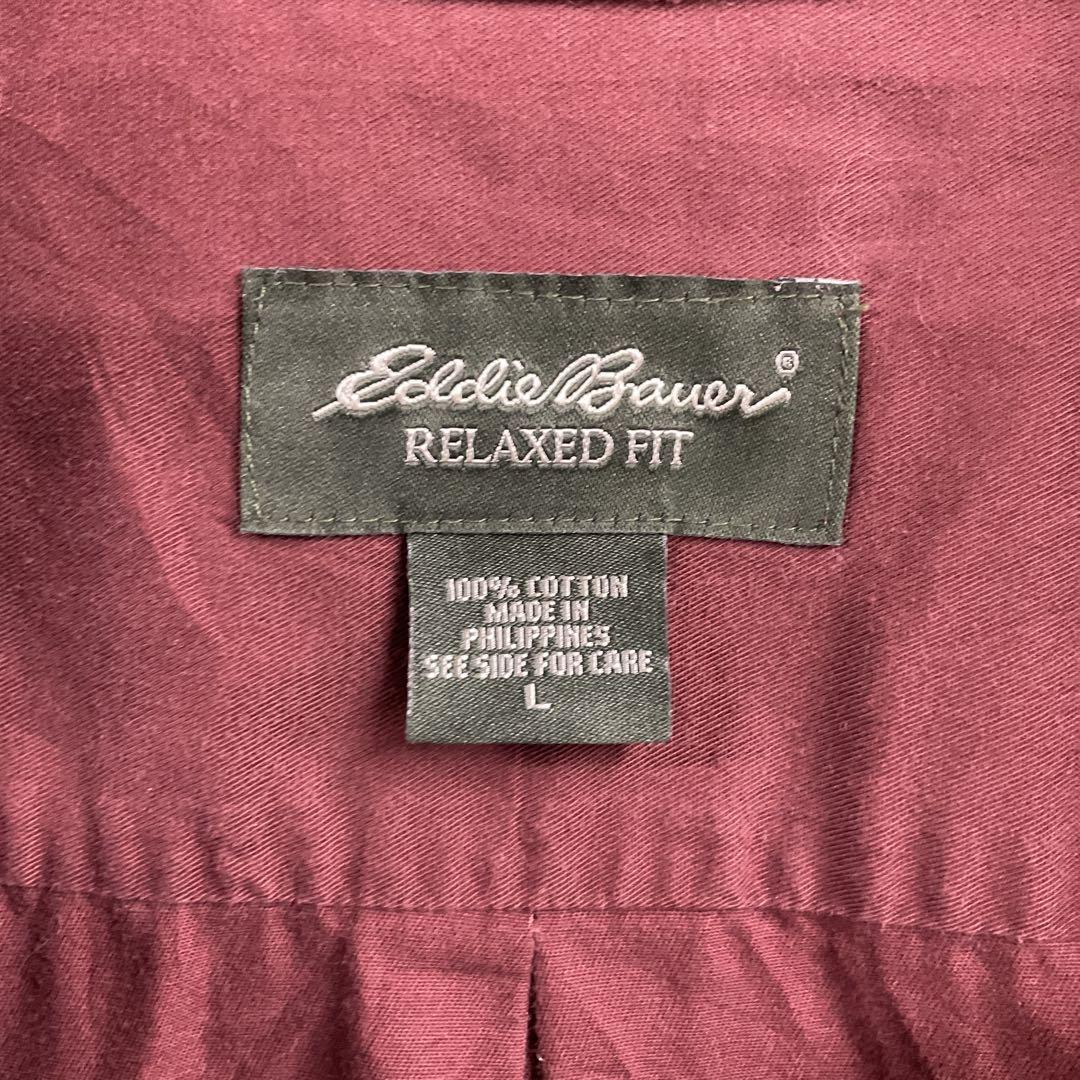 Eddie Bauer®
RELAXED FIT
100% COTTON
MADE IN
PHILIPPINES
SEE SIDE FOR CARE
L